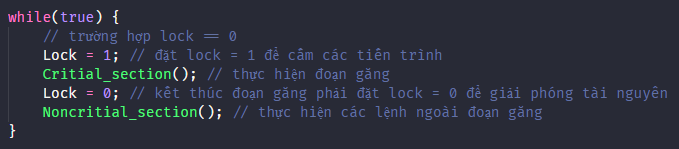 while(true) {
// trường hợp lock == 0
Lock = 1; // đặt lock = 1 để cấm các tiến trình
Critial_section(); // thực hiện đoạn găng
Lock = 0; // kết thúc đoạn găng phải đặt lock = 0 để giải phóng tài nguyên
Noncritial_section(); // thực hiện các lệnh ngoài đoạn găng
}